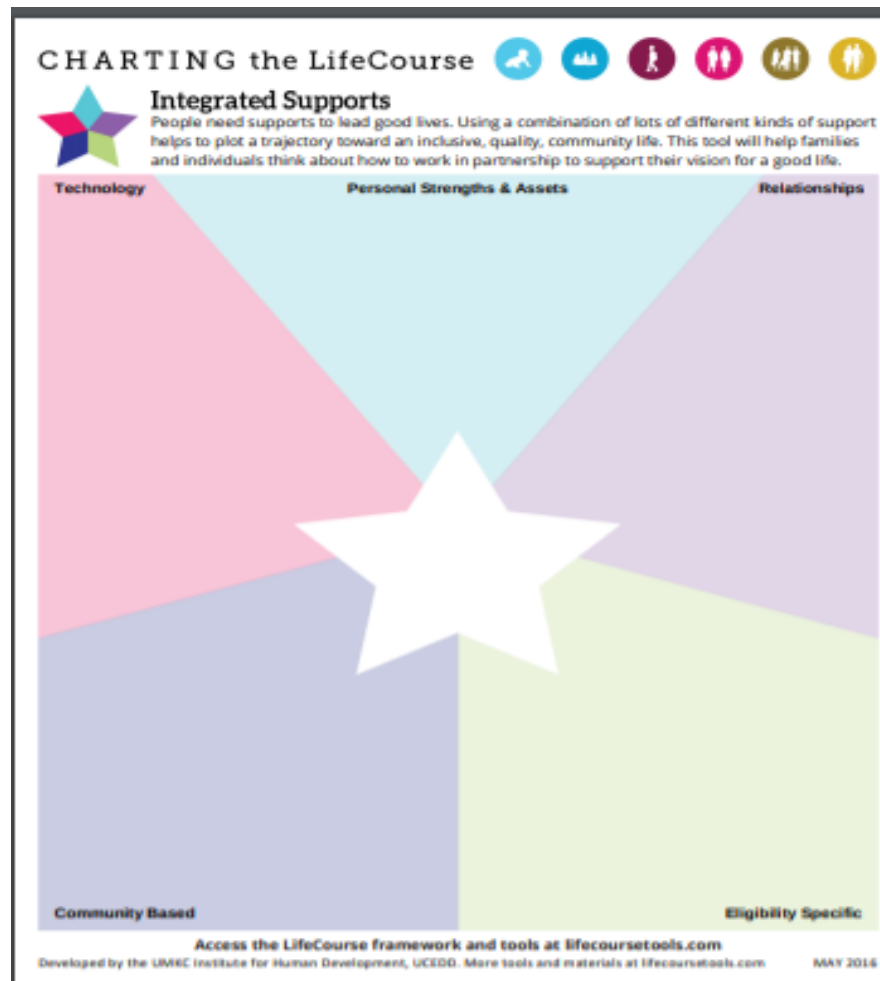 CHARTING the LifeCourse
Integrated Supports
People need supports to lead good lives. Using a combination of lots of different kinds of support
helps to plot a trajectory toward an inclusive, quality, community life. This tool will help families
and individuals think about how to work in partnership to support their vision for a good life.
Technology
Personal Strengths & Assets
Relationships
Community Based
Eligibility Specific
Access the LifeCourse framework and tools at lifecoursetools.com
Developed by the UMKC Institute for Human Development, UCEDD. More tools and materials at lifecoursetools.com
MAY 2016